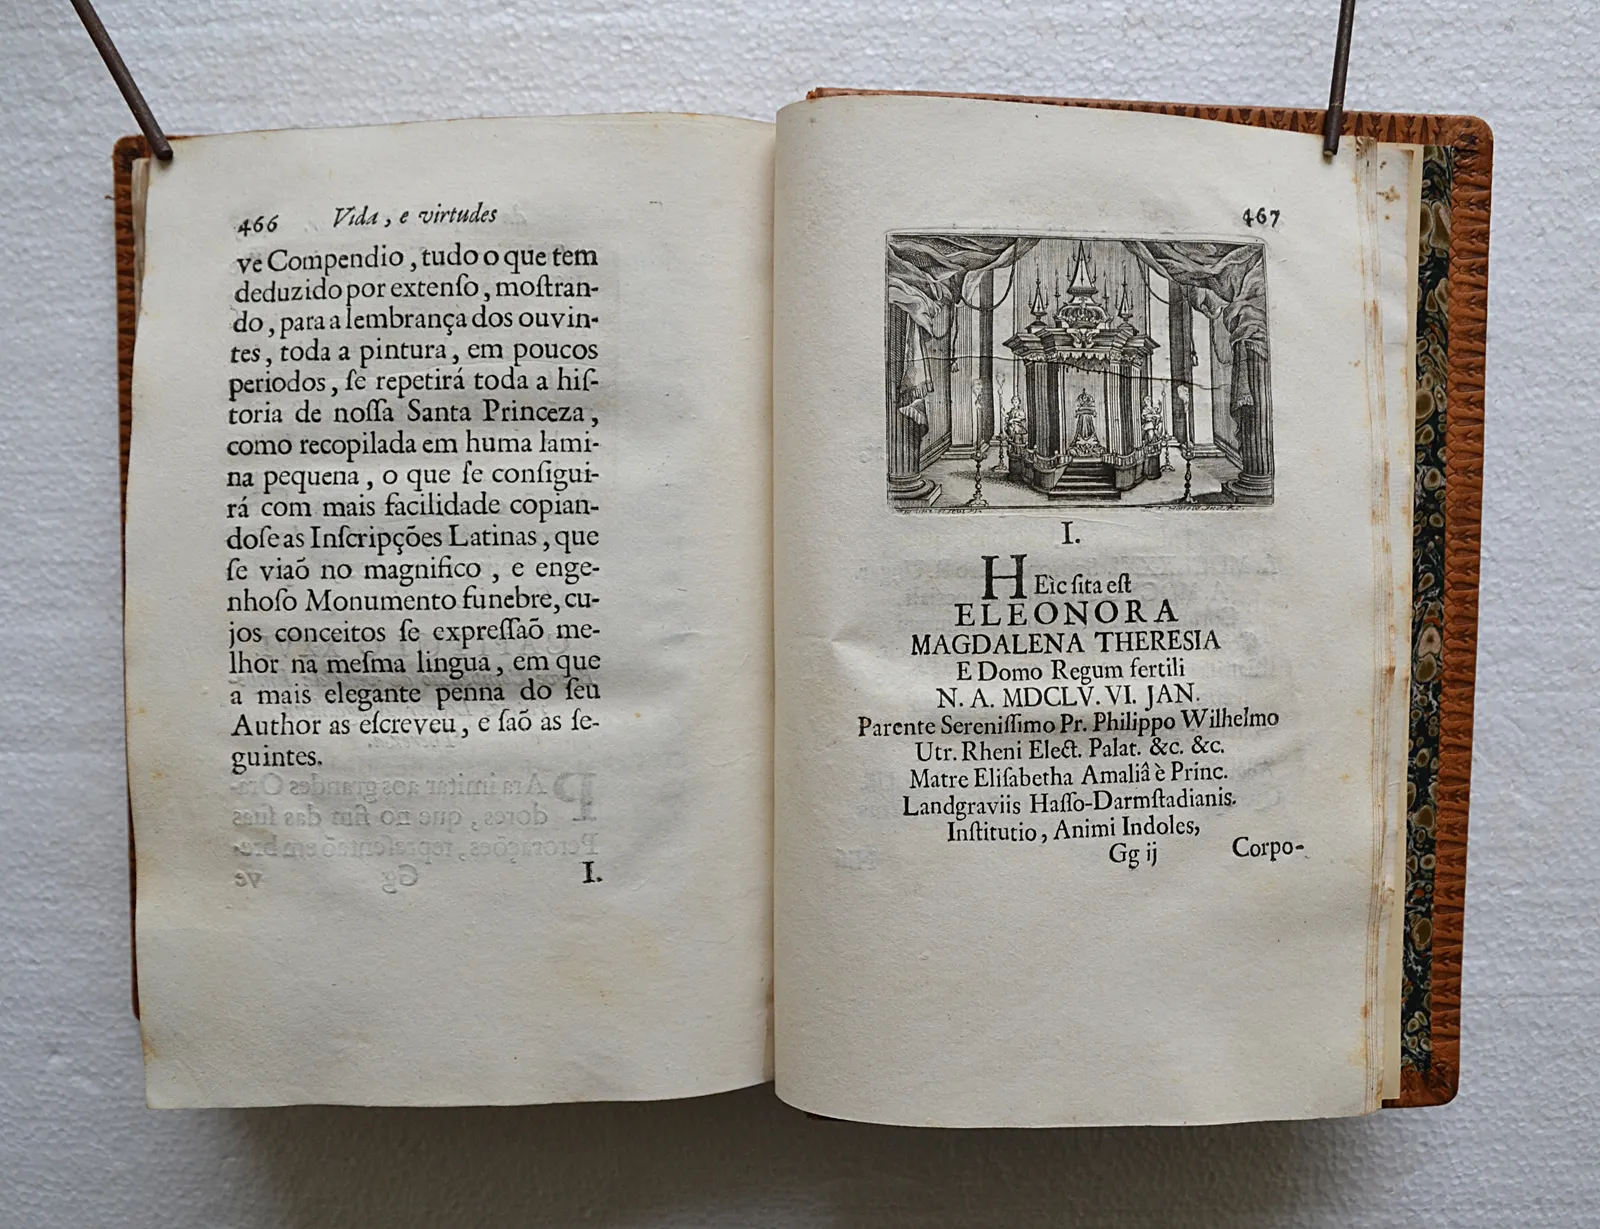 466 Vida, e virtudes
ve Compendio, tudo o que tem
deduzido por extenſo, moſtran-
do, para a lembrança dos ouvin-
tes, toda a pintura, em poucos
periodos, ſe repetirá toda a hiſ-
toria de noſſa Santa Princeza,
como recopilada em huma lami-
na pequena, o que ſe conſigui-
rá com mais facilidade copian-
doſe as Inſcripções Latinas, que
ſe viaõ no magnifico, e enge-
nhoſo Monumento funebre, cu-
jos conceitos ſe expreſſaõ me-
lhor na meſma lingua, em que
a mais elegante penna do ſeu
Author as eſcreveu, e ſaõ as ſe-
guintes.
I.
467
I.
HEìc ſita eſt
ELEONORA
MAGDALENA THERESIA
E Domo Regum fertili
N. A. MDCLV. VI. JAN.
Parente Sereniſſimo Pr. Philippo Wilhelmo
Utr. Rheni Elect. Palat. &c. &c.
Matre Eliſabetha Amaliâ è Princ.
Landgraviis Haſſo-Darmſtadianis.
Inſtitutio, Animi Indoles,
Gg ij Corpo-